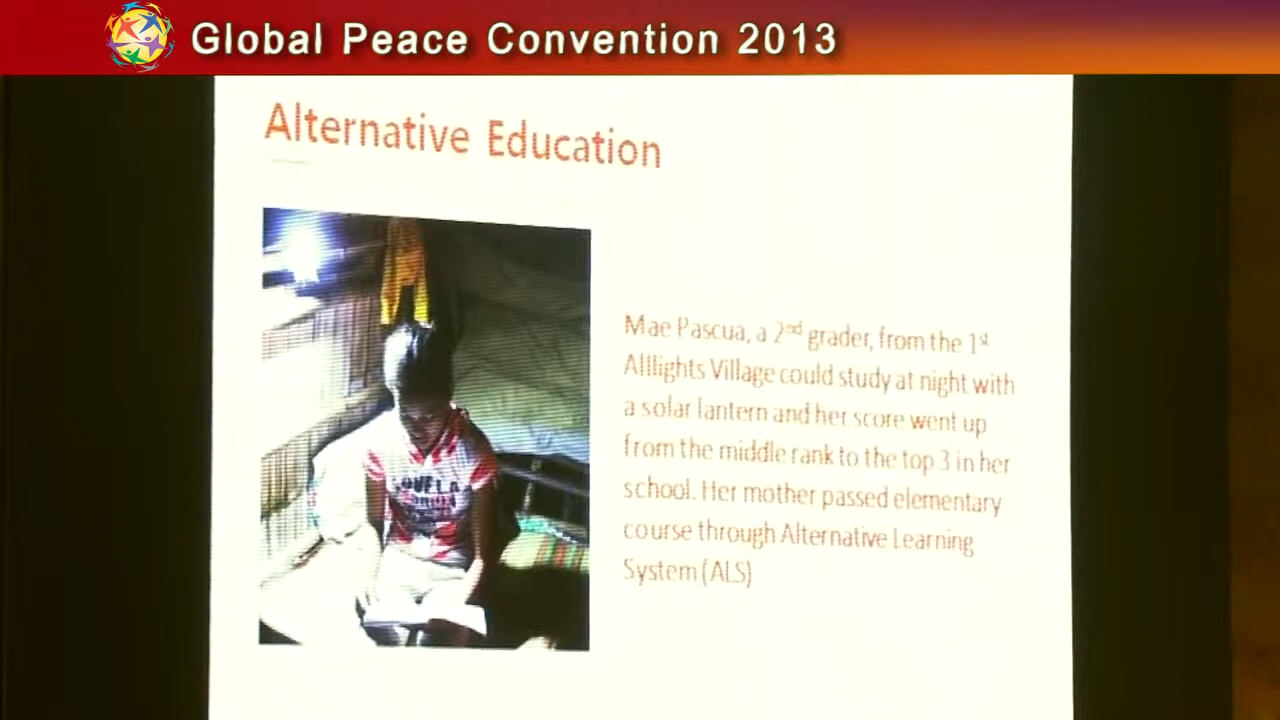 Global Peace Convention 2013
Alternative Education
Mae Pascua, a 2nd grader, from the 1st
Alllights Village could study at night with
a solar lantern and her score went up
from the middle rank to the top 3 in her
school. Her mother passed elementary
course through Alternative Learning
System (ALS)